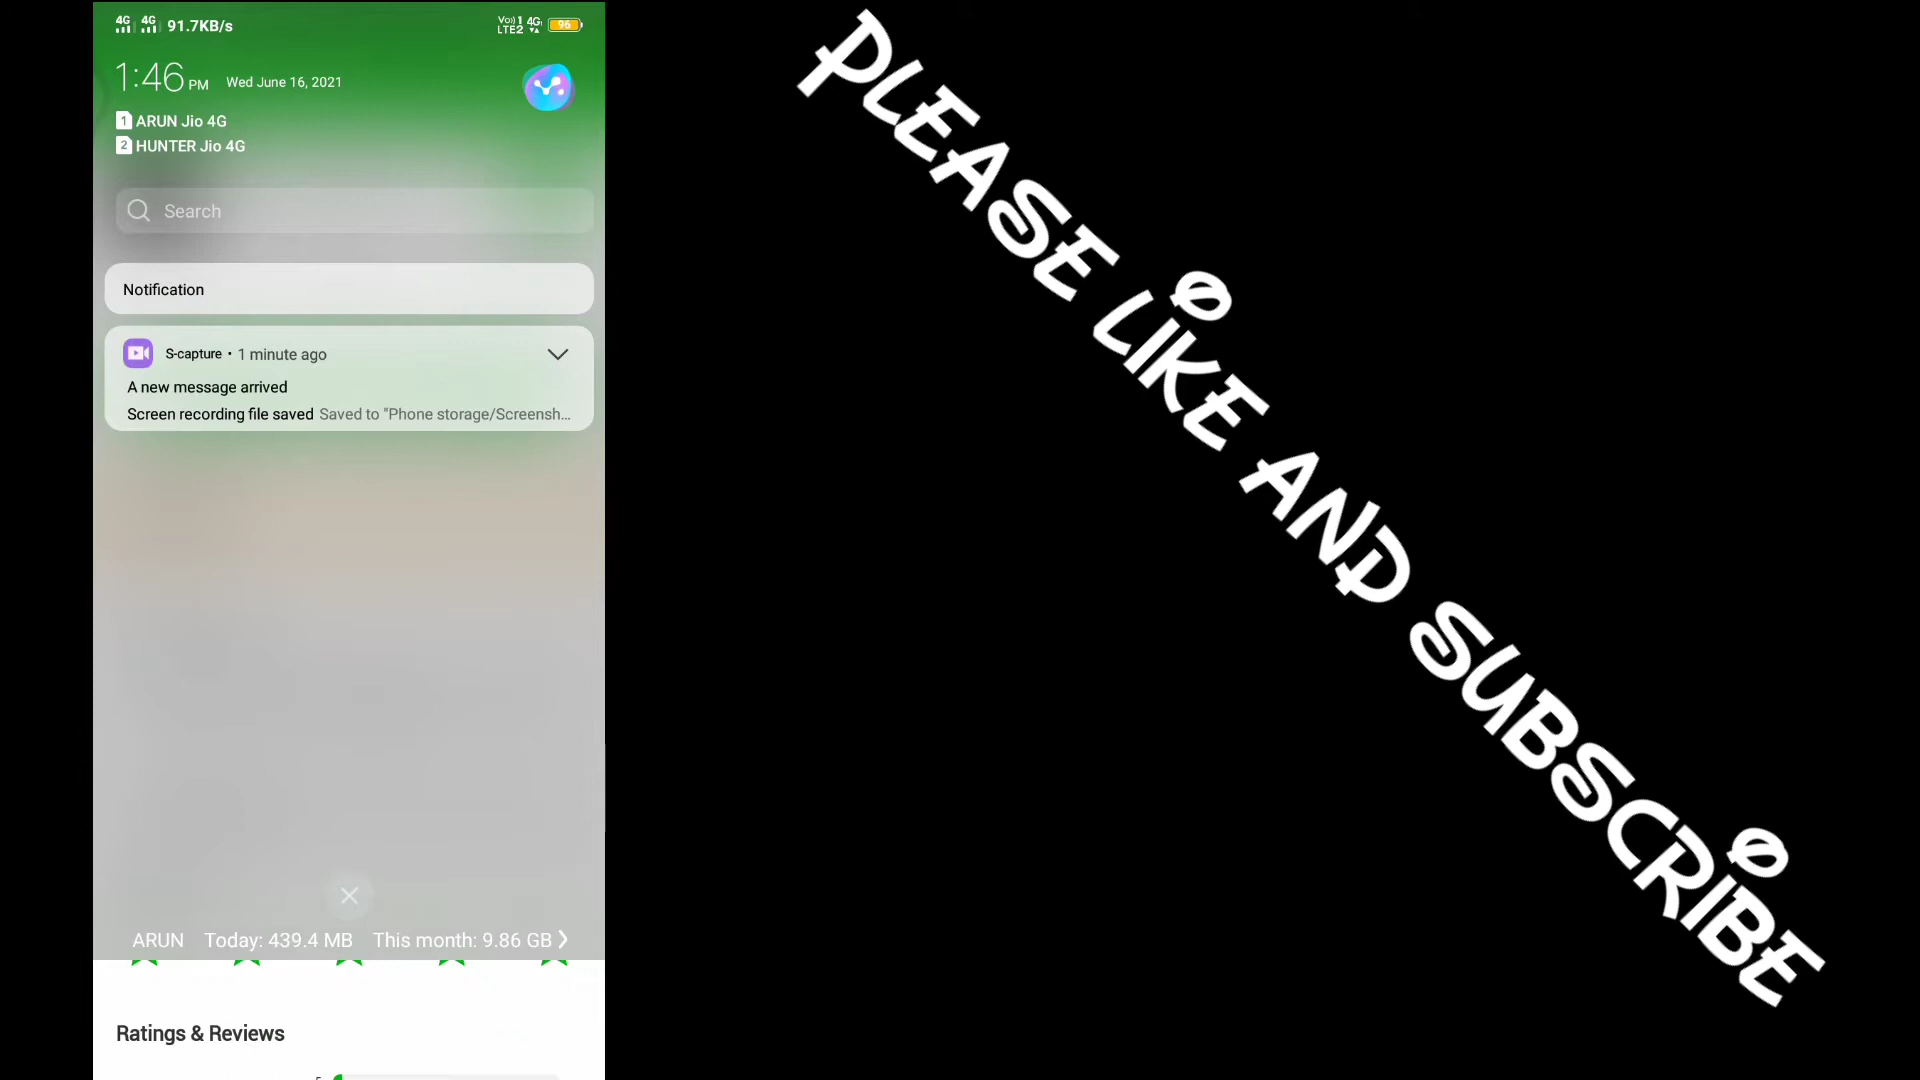 4G 4G 91.7KB/s Vo) 1 4G LTE2 96
1:46 PM Wed June 16, 2021
1 ARUN Jio 4G
2 HUNTER Jio 4G
Search
Notification
S-capture • 1 minute ago
A new message arrived
Screen recording file saved Saved to "Phone storage/Screensh...
ARUN Today: 439.4 MB This month: 9.86 GB
Ratings & Reviews
PLEASE LIKE AND SUBSCRIBE